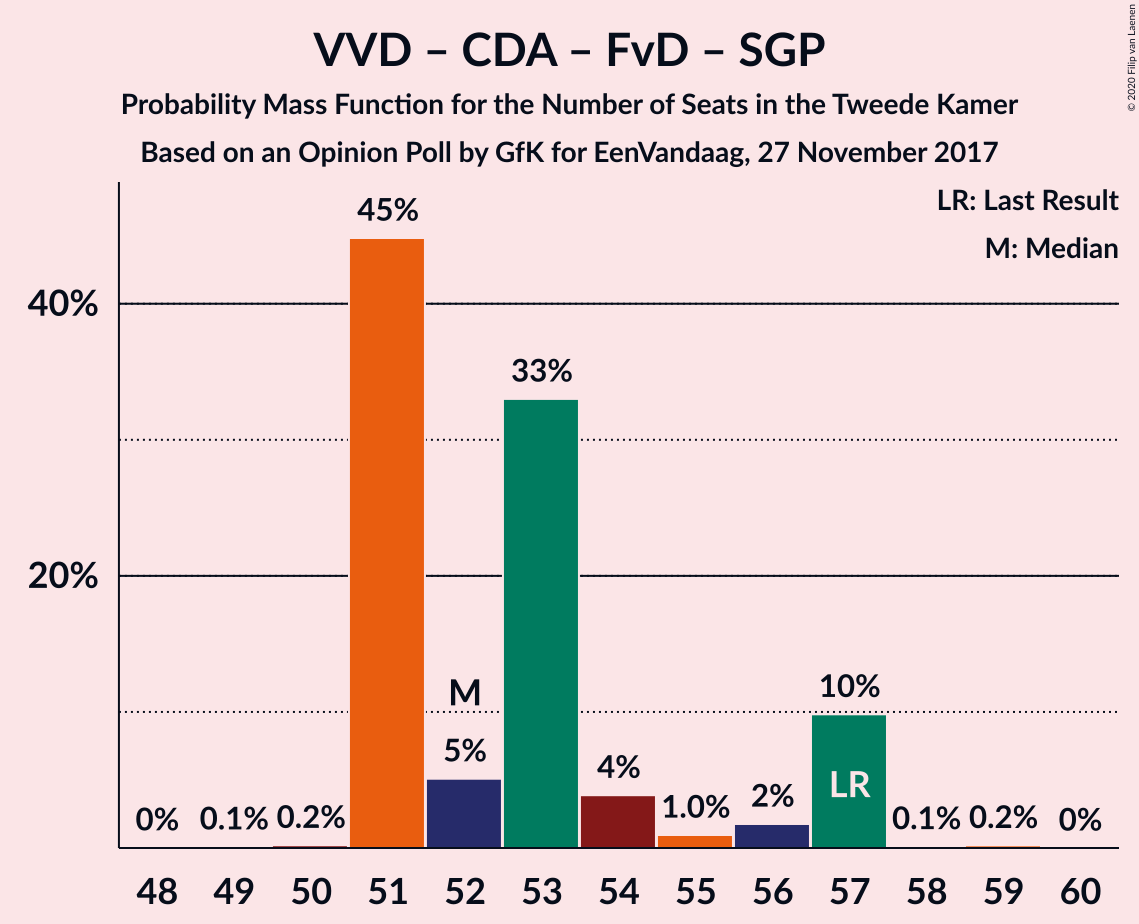 VVD – CDA – FvD – SGP
Probability Mass Function for the Number of Seats in the Tweede Kamer
Based on an Opinion Poll by GfK for EenVandaag, 27 November 2017
© 2020 Filip van Laenen
LR: Last Result
M: Median
45%
40%
33%
20%
M
10%
5%
4%
LR
0%
0.1%
0.2%
1.0%
2%
0.1%
0.2%
0%
48 49 50 51 52 53 54 55 56 57 58 59 60